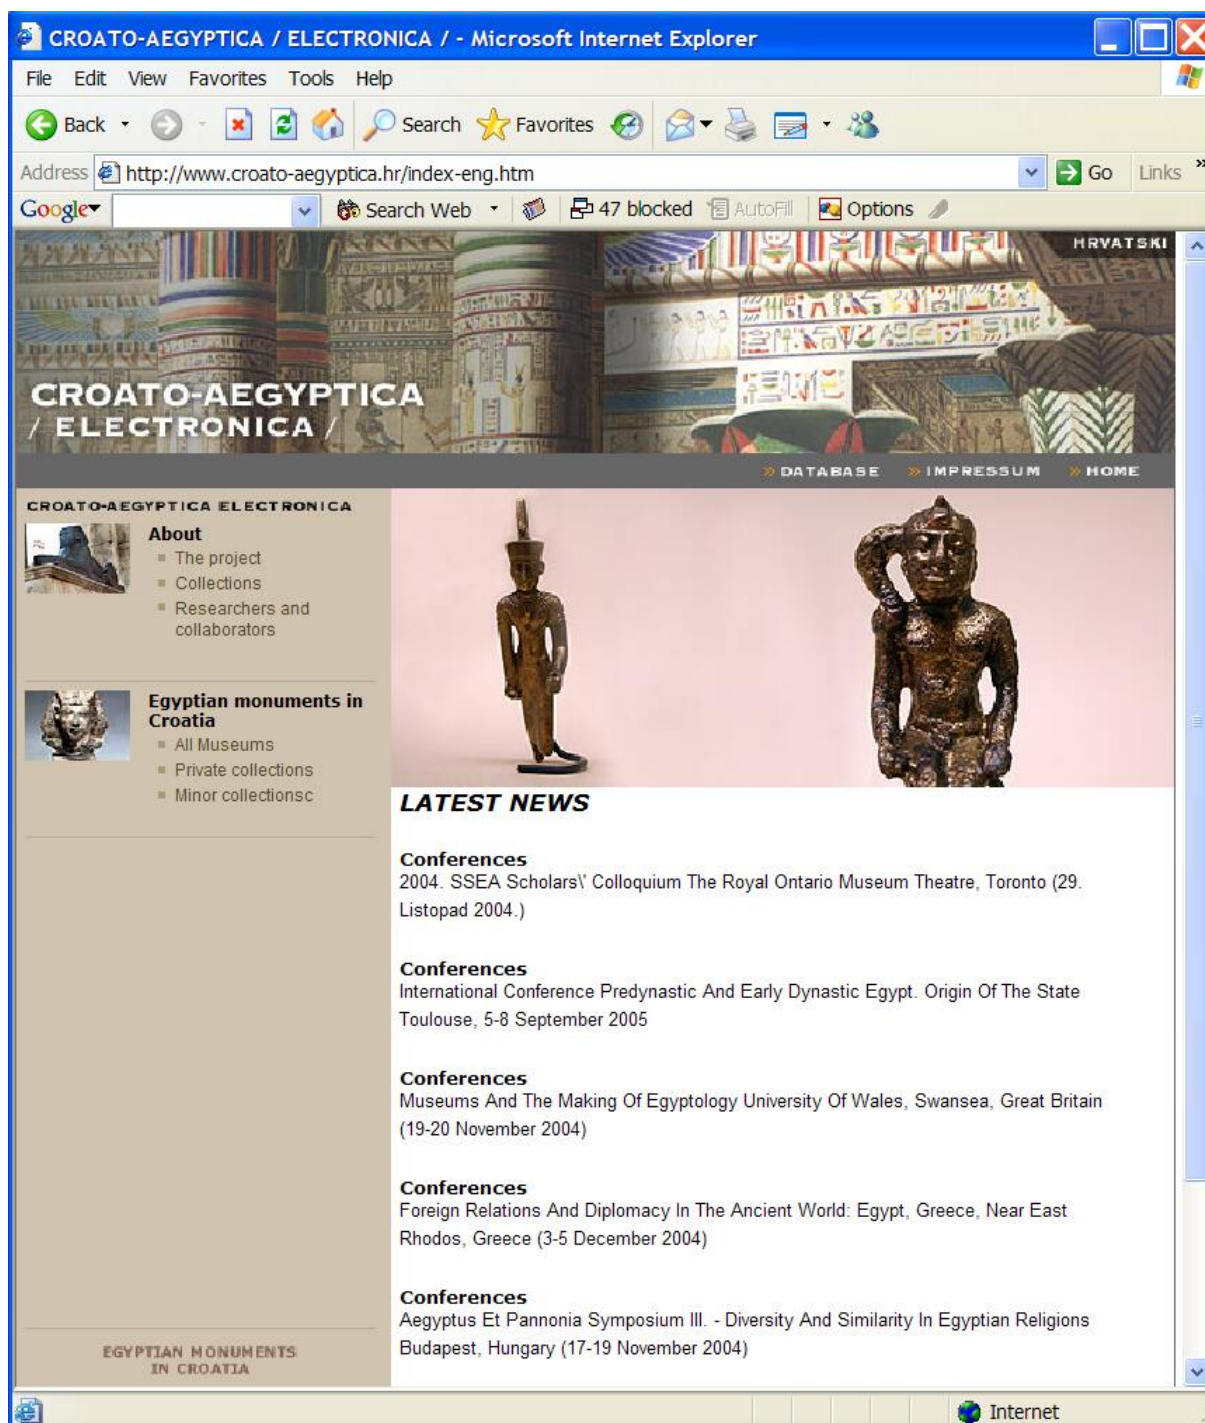 CROATO-AEGYPTICA / ELECTRONICA / - Microsoft Internet Explorer
File Edit View Favorites Tools Help
Back Search Favorites
Address http://www.croato-aegyptica.hr/index-eng.htm Go Links »
Google Search Web 47 blocked AutoFill Options
HRVATSKI
CROATO-AEGYPTICA
/ ELECTRONICA /
» DATABASE » IMPRESSUM » HOME
CROATO-AEGYPTICA ELECTRONICA
About
The project
Collections
Researchers and
collaborators
Egyptian monuments in
Croatia
All Museums
Private collections
Minor collectionsc
EGYPTIAN MONUMENTS
IN CROATIA
LATEST NEWS
Conferences
2004. SSEA Scholars\' Colloquium The Royal Ontario Museum Theatre, Toronto (29.
Listopad 2004.)
Conferences
International Conference Predynastic And Early Dynastic Egypt. Origin Of The State
Toulouse, 5-8 September 2005
Conferences
Museums And The Making Of Egyptology University Of Wales, Swansea, Great Britain
(19-20 November 2004)
Conferences
Foreign Relations And Diplomacy In The Ancient World: Egypt, Greece, Near East
Rhodos, Greece (3-5 December 2004)
Conferences
Aegyptus Et Pannonia Symposium III. - Diversity And Similarity In Egyptian Religions
Budapest, Hungary (17-19 November 2004)
Internet